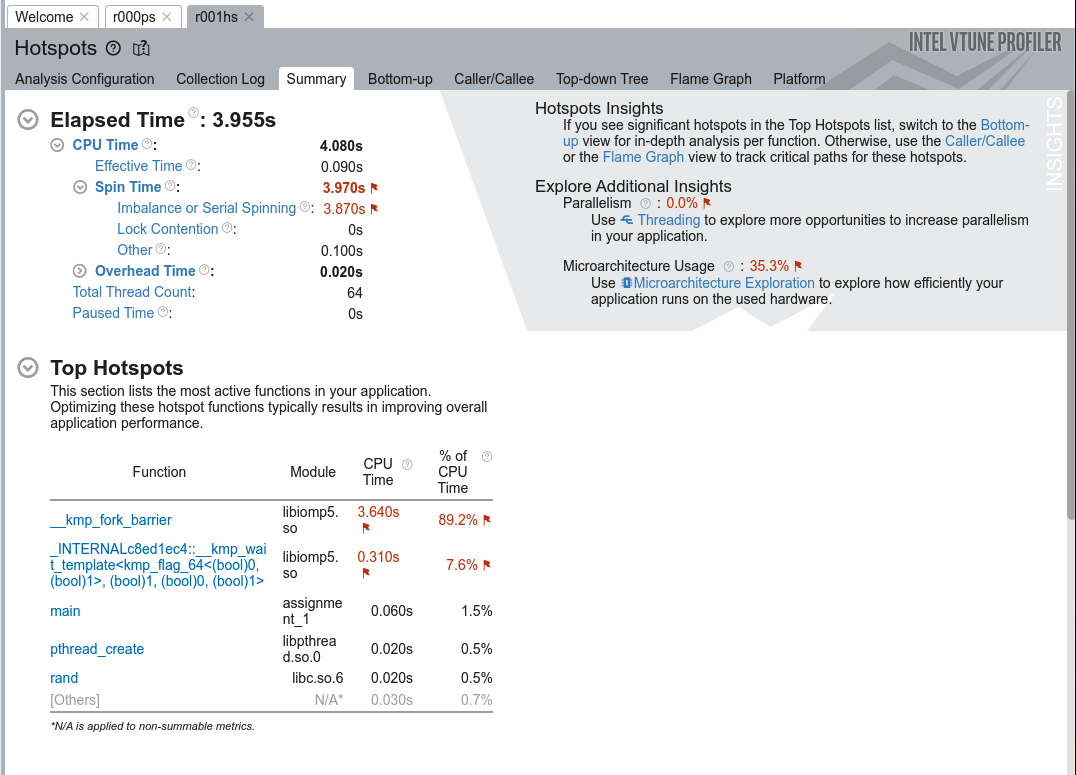 Welcome r000ps r001hs
Hotspots
INTEL VTUNE PROFILER
Analysis Configuration Collection Log Summary Bottom-up Caller/Callee Top-down Tree Flame Graph Platform
Elapsed Time : 3.955s
CPU Time : 4.080s
Effective Time : 0.090s
Spin Time : 3.970s
Imbalance or Serial Spinning : 3.870s
Lock Contention : 0s
Other : 0.100s
Overhead Time : 0.020s
Total Thread Count: 64
Paused Time : 0s
Hotspots Insights
If you see significant hotspots in the Top Hotspots list, switch to the Bottom-
up view for in-depth analysis per function. Otherwise, use the Caller/Callee
or the Flame Graph view to track critical paths for these hotspots.
Explore Additional Insights
Parallelism : 0.0%
Use Threading to explore more opportunities to increase parallelism
in your application.
Microarchitecture Usage : 35.3%
Use Microarchitecture Exploration to explore how efficiently your
application runs on the used hardware.
INSIGHTS
Top Hotspots
This section lists the most active functions in your application.
Optimizing these hotspot functions typically results in improving overall
application performance.
Function Module CPU Time % of CPU Time
__kmp_fork_barrier libiomp5.so 3.640s 89.2%
_INTERNALc8ed1ec4::__kmp_wai
t_template<kmp_flag_64<(bool)0,
(bool)1>, (bool)1, (bool)0, (bool)1> libiomp5.so 0.310s 7.6%
main assignment_1 0.060s 1.5%
pthread_create libpthread.so.0 0.020s 0.5%
rand libc.so.6 0.020s 0.5%
[Others] N/A* 0.030s 0.7%
*N/A is applied to non-summable metrics.